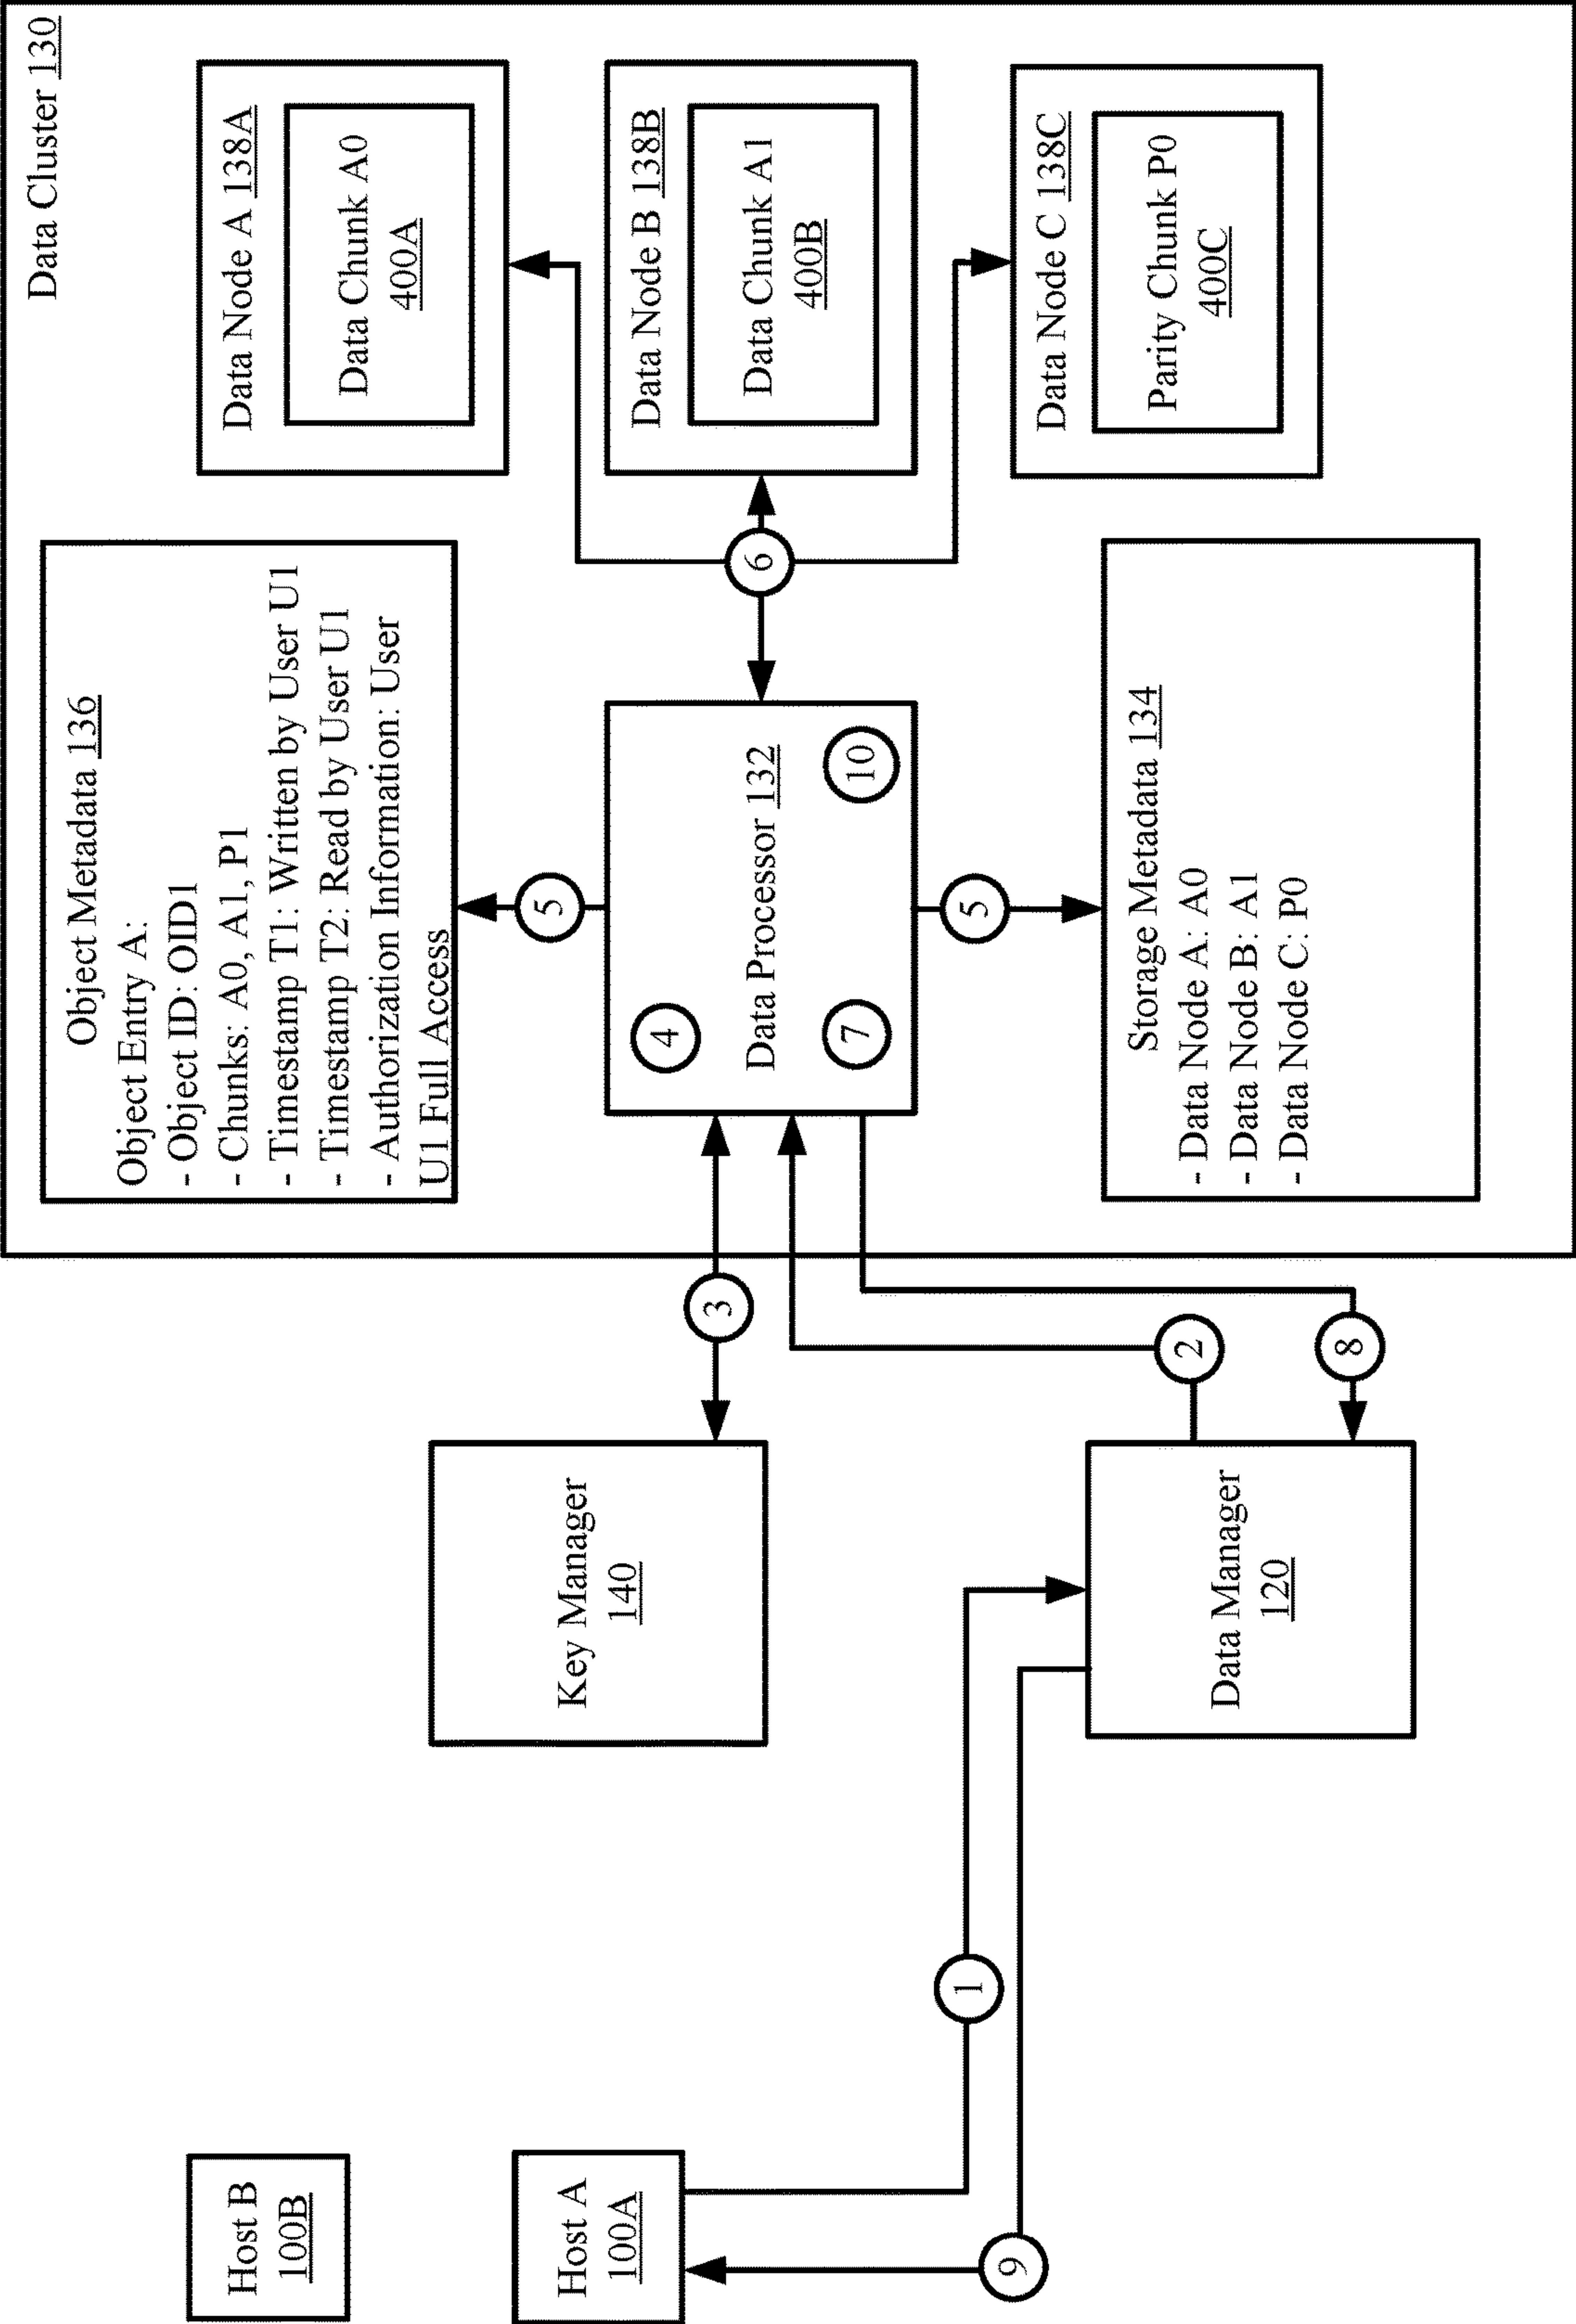 Data Cluster 130
Object Metadata 136
Object Entry A:
- Object ID: OID1
- Chunks: A0, A1, P1
- Timestamp T1: Written by User U1
- Timestamp T2: Read by User U1
- Authorization Information: User
U1 Full Access
Data Node A 138A
Data Chunk A0
400A
Host B
100B
Host A
100A
Key Manager
140
3
5
4
Data Processor 132
7
10
6
Data Node B 138B
Data Chunk A1
400B
1
9
2
8
Data Manager
120
5
Storage Metadata 134
- Data Node A: A0
- Data Node B: A1
- Data Node C: P0
Data Node C 138C
Parity Chunk P0
400C